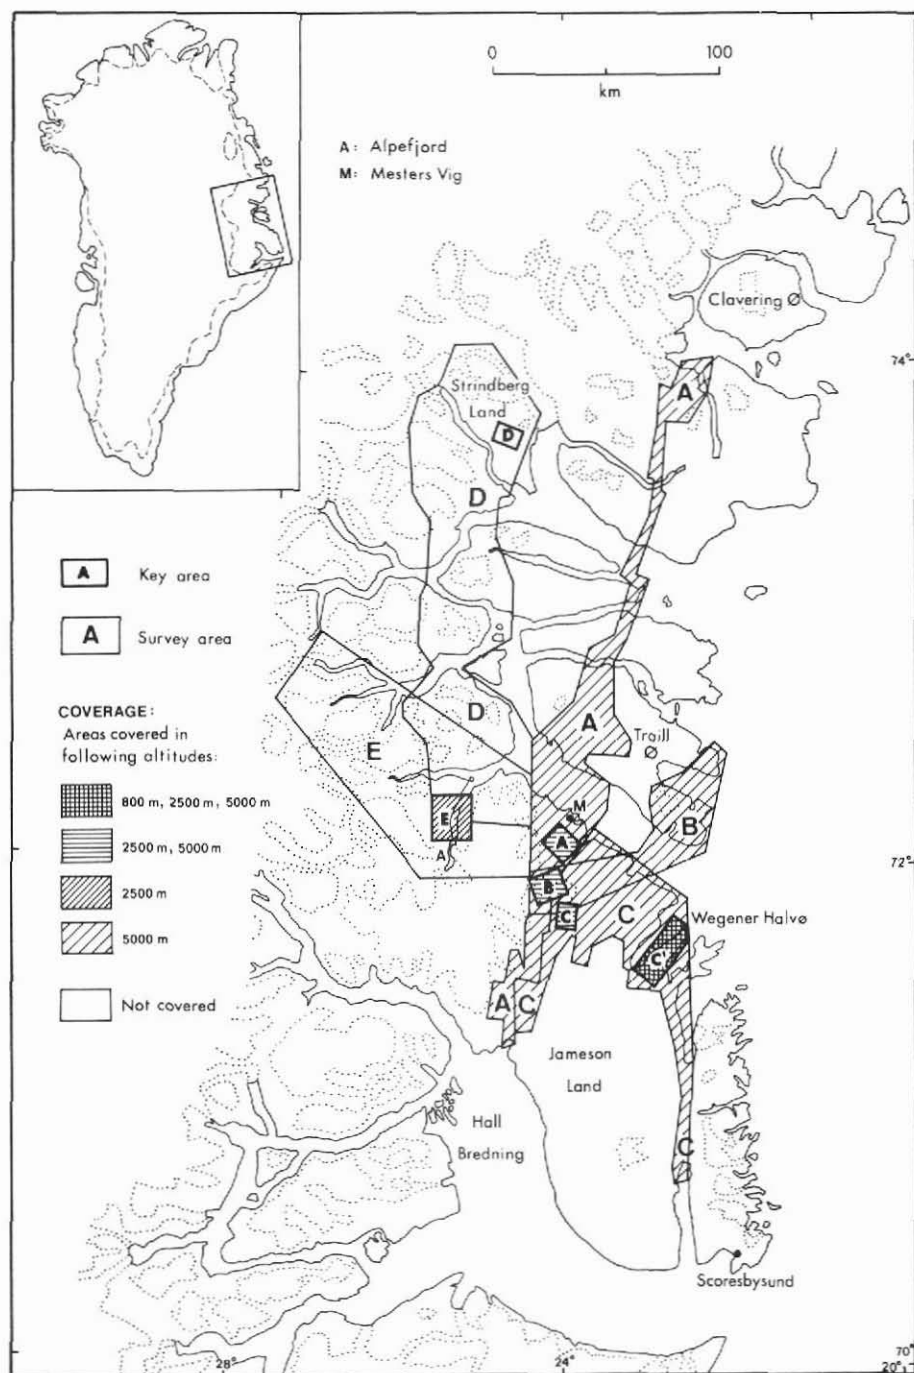 0 100
km
A: Alpefjord
M: Mesters Vig
Clavering Ø
74°
A
Strindberg
Land
D
D
A Key area
A Survey area
COVERAGE:
Areas covered in
following altitudes:
800 m, 2500 m, 5000 m
2500 m, 5000 m
2500 m
5000 m
Not covered
D
A
Traill
Ø
E
M
E
B
A
A
72°
B
C
C
Wegener Halvø
C'
A
C
Jameson
Land
Hall
Bredning
C
Scoresbysund
28°
24°
70°
20°